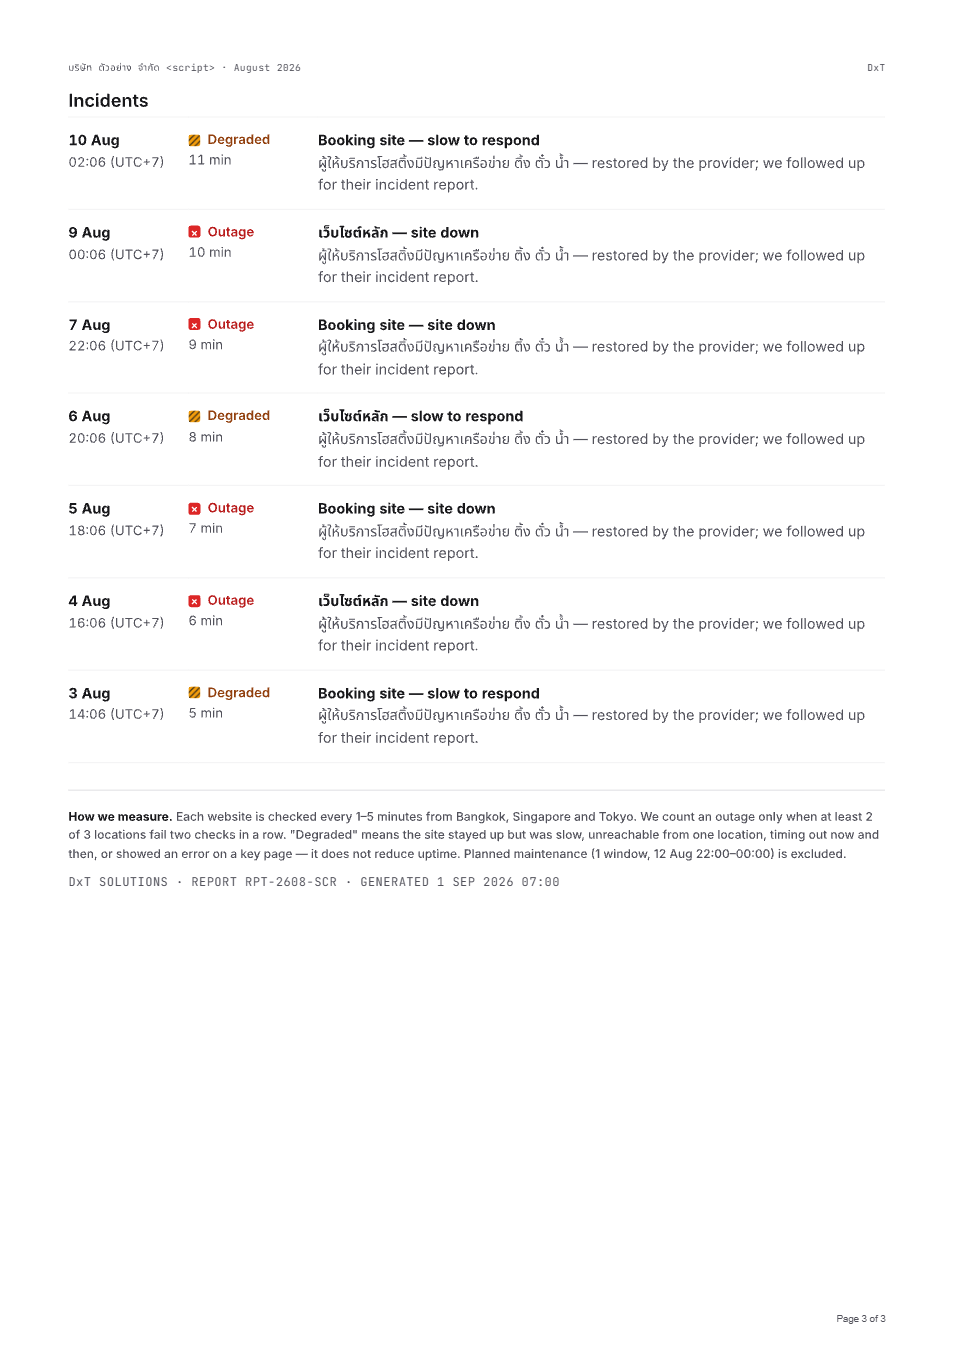 บริษัท ตัวอย่าง จำกัด <script> · August 2026
DxT
Incidents
10 Aug
Degraded
Booking site — slow to respond
02:06 (UTC+7)
11 min
ผู้ให้บริการโฮสติ้งมีปัญหาเครือข่าย ติ้ง ตั๋ว น้ำ — restored by the provider; we followed up
for their incident report.
9 Aug
Outage
เว็บไซต์หลัก — site down
00:06 (UTC+7)
10 min
ผู้ให้บริการโฮสติ้งมีปัญหาเครือข่าย ติ้ง ตั๋ว น้ำ — restored by the provider; we followed up
for their incident report.
7 Aug
Outage
Booking site — site down
22:06 (UTC+7)
9 min
ผู้ให้บริการโฮสติ้งมีปัญหาเครือข่าย ติ้ง ตั๋ว น้ำ — restored by the provider; we followed up
for their incident report.
6 Aug
Degraded
เว็บไซต์หลัก — slow to respond
20:06 (UTC+7)
8 min
ผู้ให้บริการโฮสติ้งมีปัญหาเครือข่าย ติ้ง ตั๋ว น้ำ — restored by the provider; we followed up
for their incident report.
5 Aug
Outage
Booking site — site down
18:06 (UTC+7)
7 min
ผู้ให้บริการโฮสติ้งมีปัญหาเครือข่าย ติ้ง ตั๋ว น้ำ — restored by the provider; we followed up
for their incident report.
4 Aug
Outage
เว็บไซต์หลัก — site down
16:06 (UTC+7)
6 min
ผู้ให้บริการโฮสติ้งมีปัญหาเครือข่าย ติ้ง ตั๋ว น้ำ — restored by the provider; we followed up
for their incident report.
3 Aug
Degraded
Booking site — slow to respond
14:06 (UTC+7)
5 min
ผู้ให้บริการโฮสติ้งมีปัญหาเครือข่าย ติ้ง ตั๋ว น้ำ — restored by the provider; we followed up
for their incident report.
How we measure. Each website is checked every 1–5 minutes from Bangkok, Singapore and Tokyo. We count an outage only when at least 2
of 3 locations fail two checks in a row. "Degraded" means the site stayed up but was slow, unreachable from one location, timing out now and
then, or showed an error on a key page — it does not reduce uptime. Planned maintenance (1 window, 12 Aug 22:00–00:00) is excluded.
DxT SOLUTIONS · REPORT RPT-2608-SCR · GENERATED 1 SEP 2026 07:00
Page 3 of 3